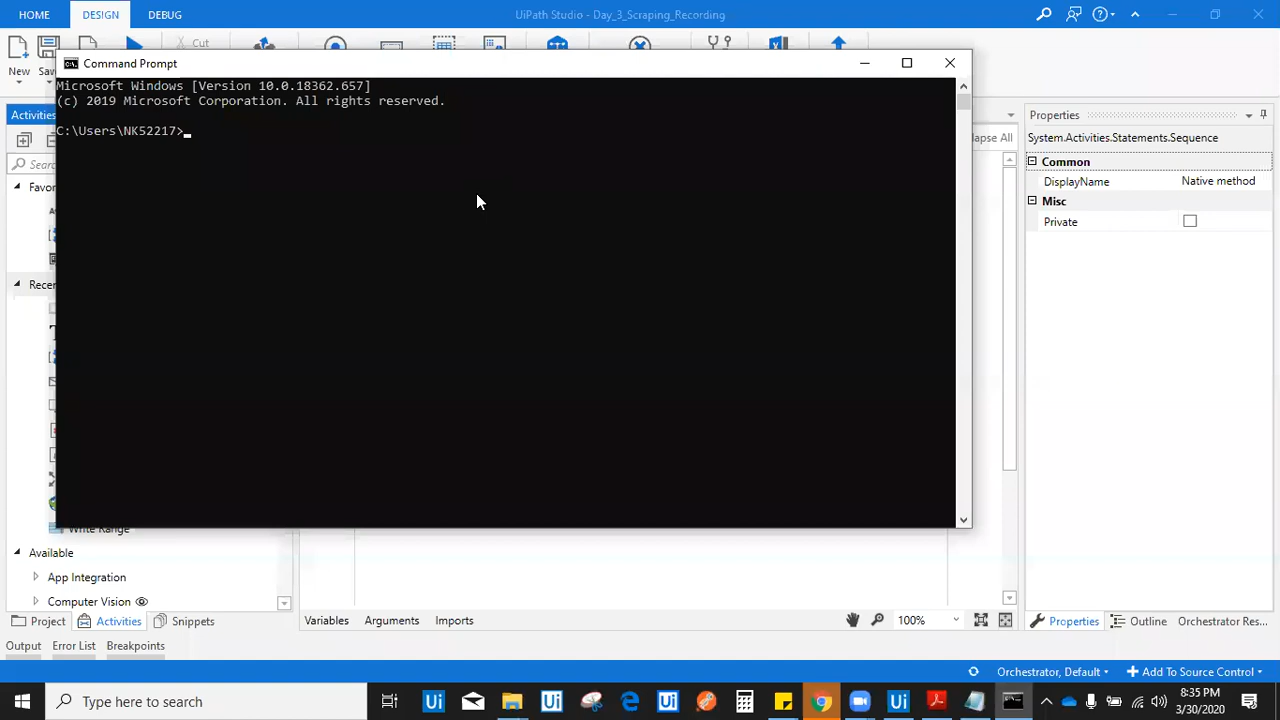 HOME DESIGN DEBUG UiPath Studio - Day_3_Scraping_Recording
Cut
New
Command Prompt
Microsoft Windows [Version 10.0.18362.657]
(c) 2019 Microsoft Corporation. All rights reserved.
C:\Users\NK52217>
Activities
Properties
lapse All
System.Activities.Statements.Sequence
Common
DisplayName Native method
Misc
Private
Write Range
Available
App Integration
Computer Vision
Project Activities Snippets
Variables Arguments Imports 100%
Properties Outline Orchestrator Res...
Output Error List Breakpoints
Orchestrator, Default Add To Source Control
Type here to search
8:35 PM
3/30/2020